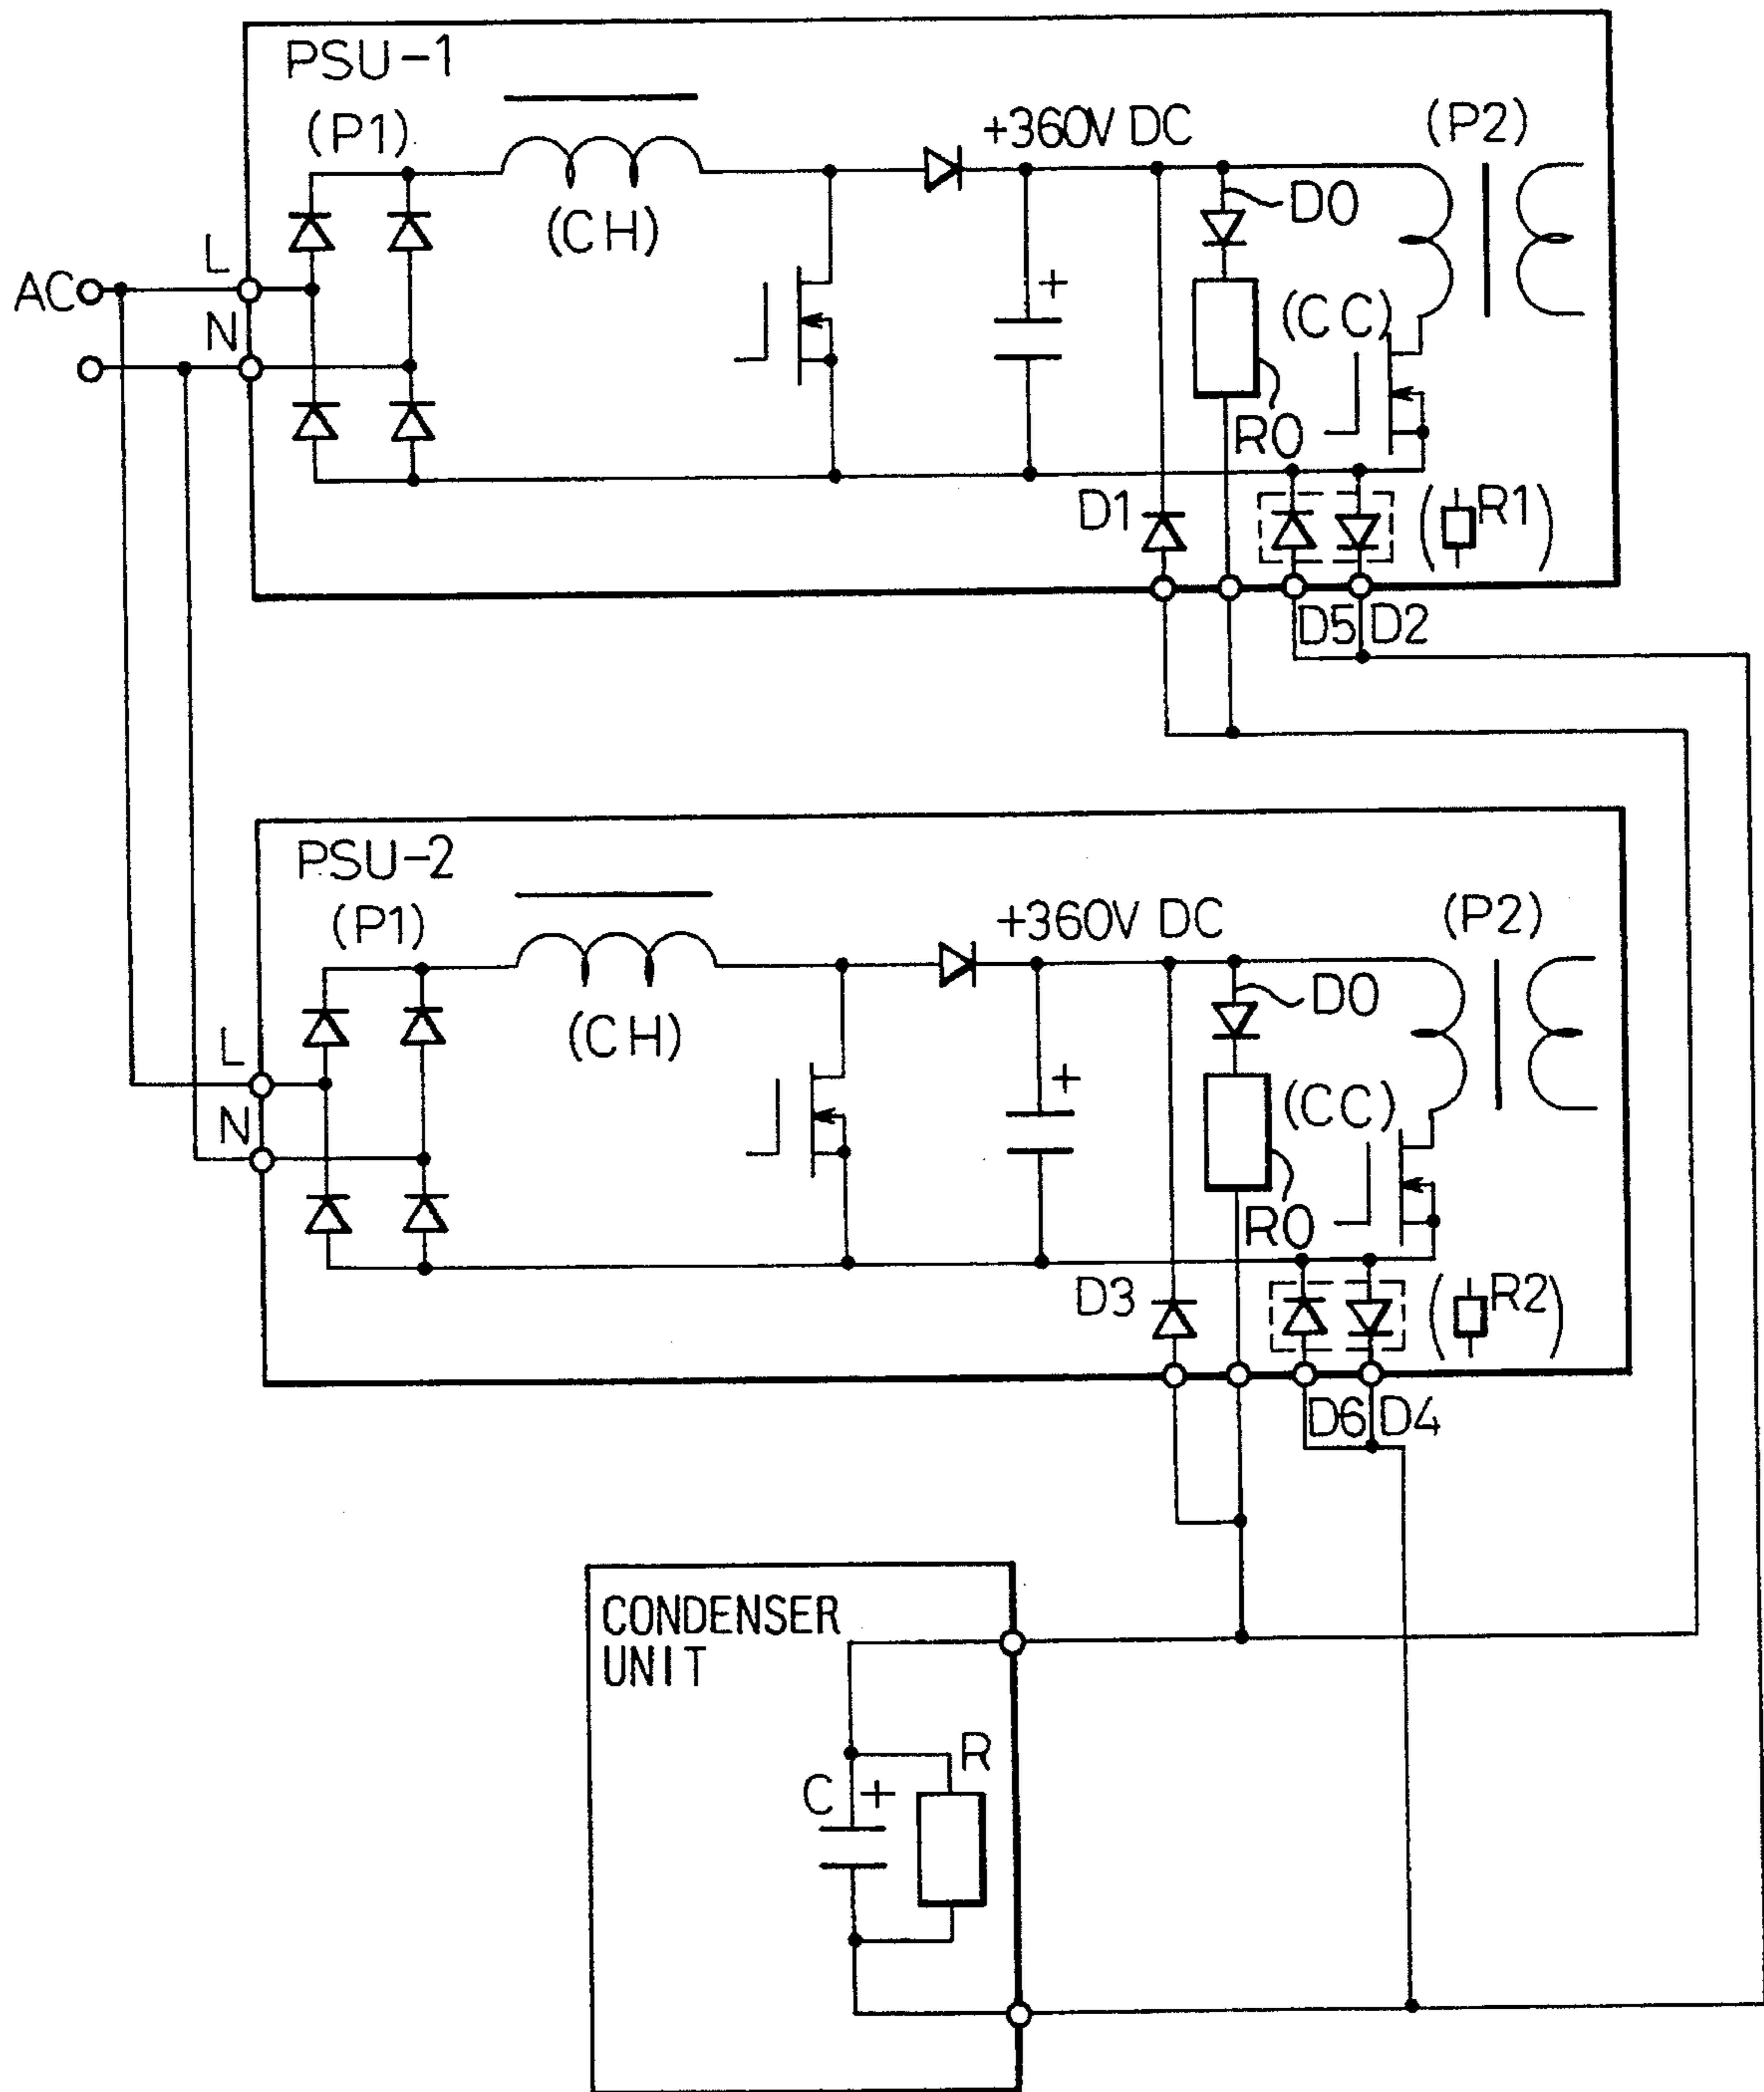 PSU-1
(P1)
(CH)
+360V DC
(P2)
D0
AC
L
N
+
(CC)
R0
D1
(R1)
D5 D2
PSU-2
(P1)
(CH)
+360V DC
(P2)
D0
L
N
+
(CC)
R0
D3
(R2)
D6 D4
CONDENSER
UNIT
R
C +